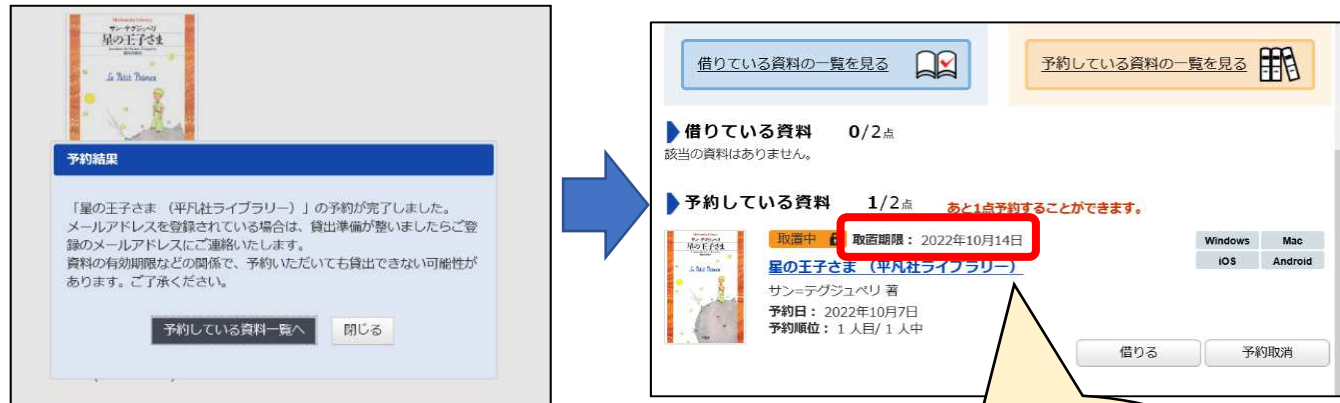 サン=テグジュペリ
星の王子さま
Le Petit Prince
予約結果
「星の王子さま （平凡社ライブラリー）」の予約が完了しました。
メールアドレスを登録されている場合は、貸出準備が整いましたらご登
録のメールアドレスにご連絡いたします。
資料の有効期限などの関係で、予約いただいても貸出できない可能性が
あります。ご了承ください。
予約している資料一覧へ 閉じる
借りている資料の一覧を見る 予約している資料の一覧を見る
借りている資料 0/2点
該当の資料はありません。
予約している資料 1/2点 あと1点予約することができます。
取置中 取置期限： 2022年10月14日
Windows Mac
iOS Android
星の王子さま
Le Petit Prince
星の王子さま （平凡社ライブラリー）
サン=テグジュペリ 著
予約日： 2022年10月7日
予約順位： 1 人目/ 1 人中
借りる 予約取消